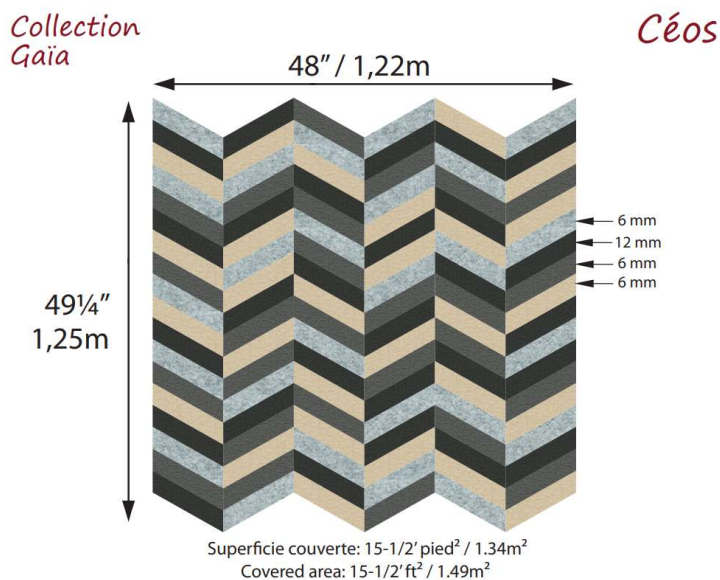 Collection
Gaïa
Céos
48” / 1,22m
49¼”
1,25m
6 mm
12 mm
6 mm
6 mm
Superficie couverte: 15-1/2’ pied² / 1.34m²
Covered area: 15-1/2’ ft² / 1.49m²